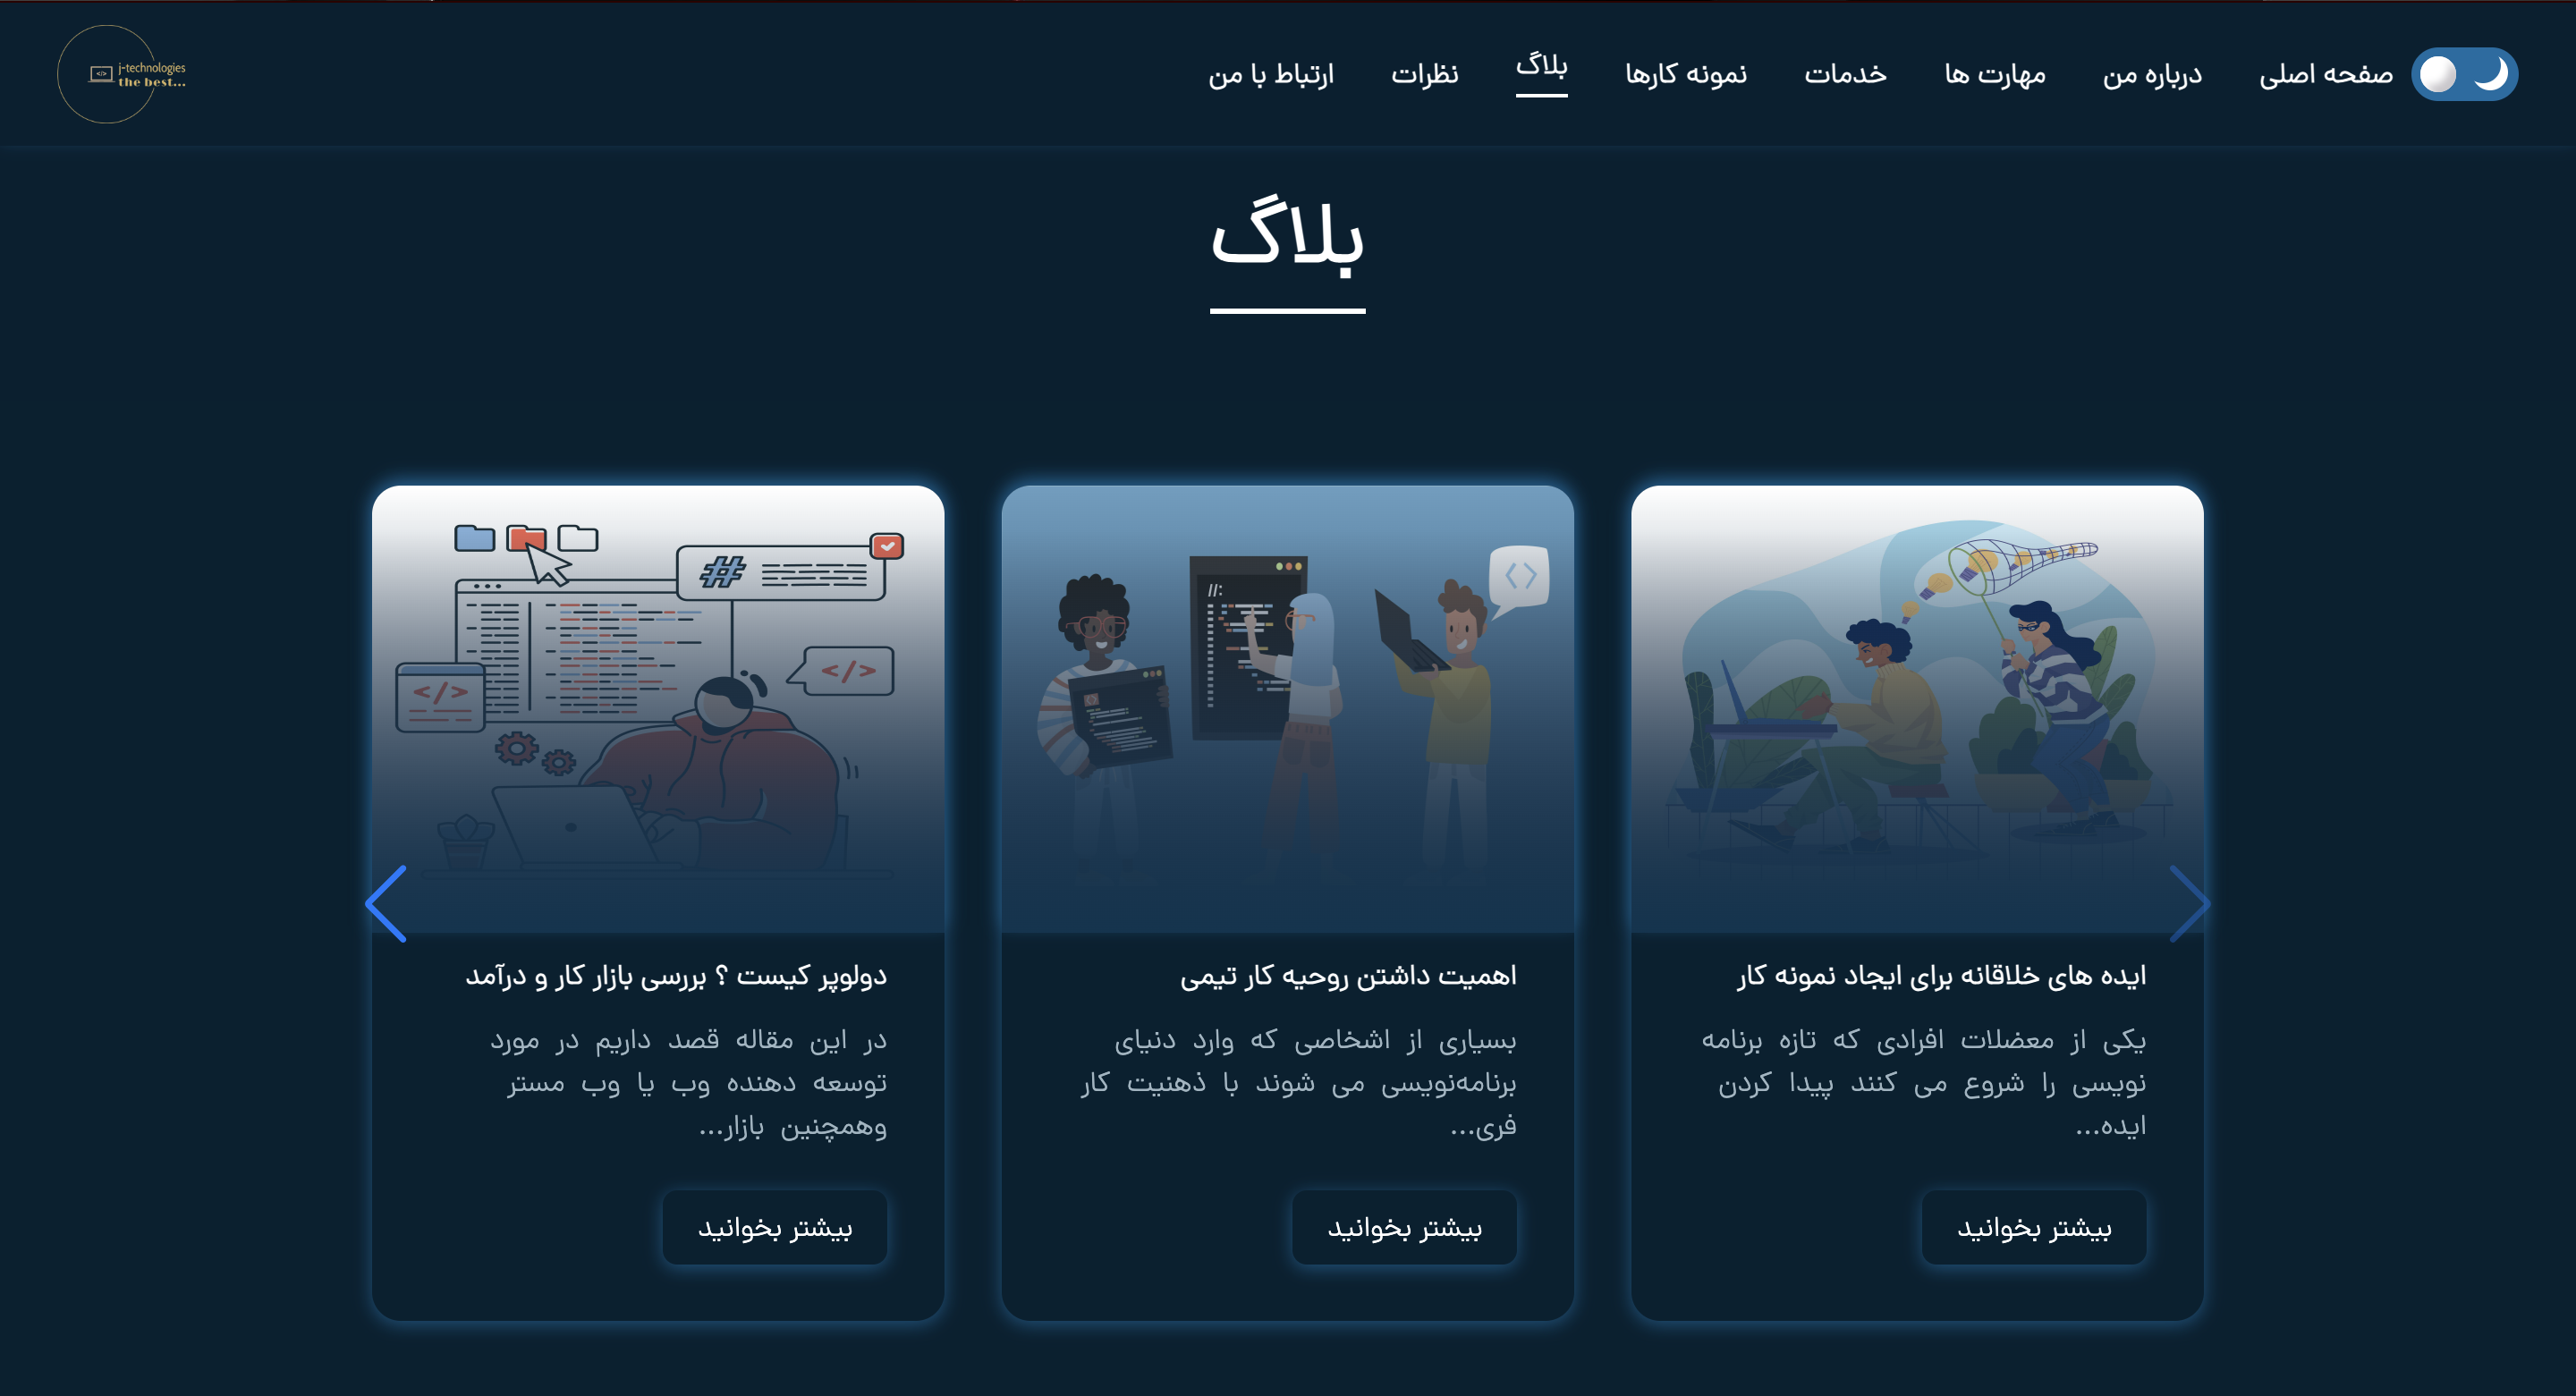 صفحه اصلی
درباره من
مهارت ها
خدمات
نمونه کارها
بلاگ
نظرات
ارتباط با من
j-technologies
the best...
بلاگ
ایده های خلاقانه برای ایجاد نمونه کار
یکی از معضلات افرادی که تازه برنامه
نویسی را شروع می کنند پیدا کردن
ایده...
بیشتر بخوانید
//:
اهمیت داشتن روحیه کار تیمی
بسیاری از اشخاصی که وارد دنیای
برنامه‌نویسی می شوند با ذهنیت کار
فری...
بیشتر بخوانید
#
</>
</>
دولوپر کیست ؟ بررسی بازار کار و درآمد
در این مقاله قصد داریم در مورد
توسعه دهنده وب یا وب مستر
وهمچنین بازار...
بیشتر بخوانید